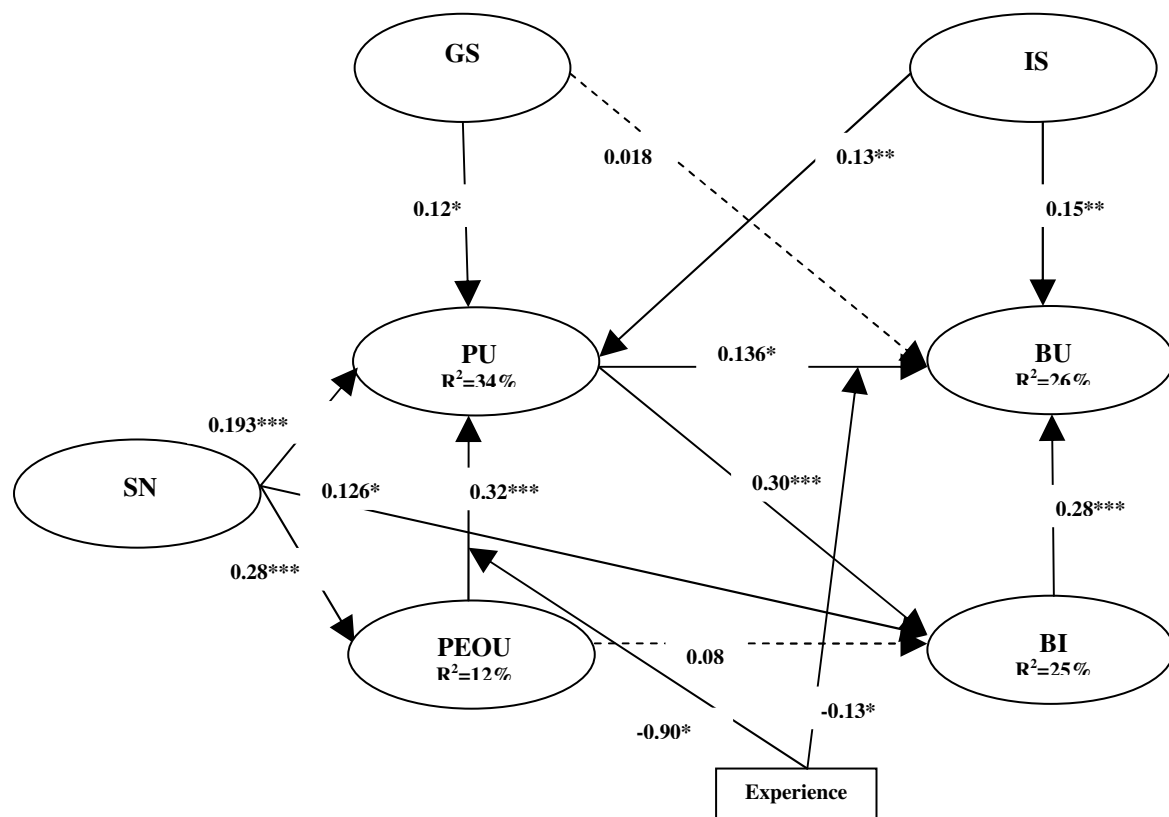 GS
IS
0.018
0.13**
0.12*
0.15**
PU
R²=34%
0.136*
BU
R²=26%
0.193***
SN
0.126*
0.32***
0.30***
0.28***
0.28***
PEOU
R²=12%
0.08
BI
R²=25%
-0.90*
-0.13*
Experience